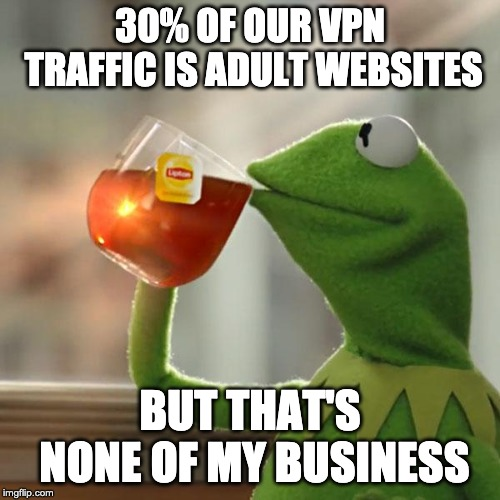 30% OF OUR VPN
TRAFFIC IS ADULT WEBSITES
Lipton
BUT THAT'S
NONE OF MY BUSINESS
imgflip.com